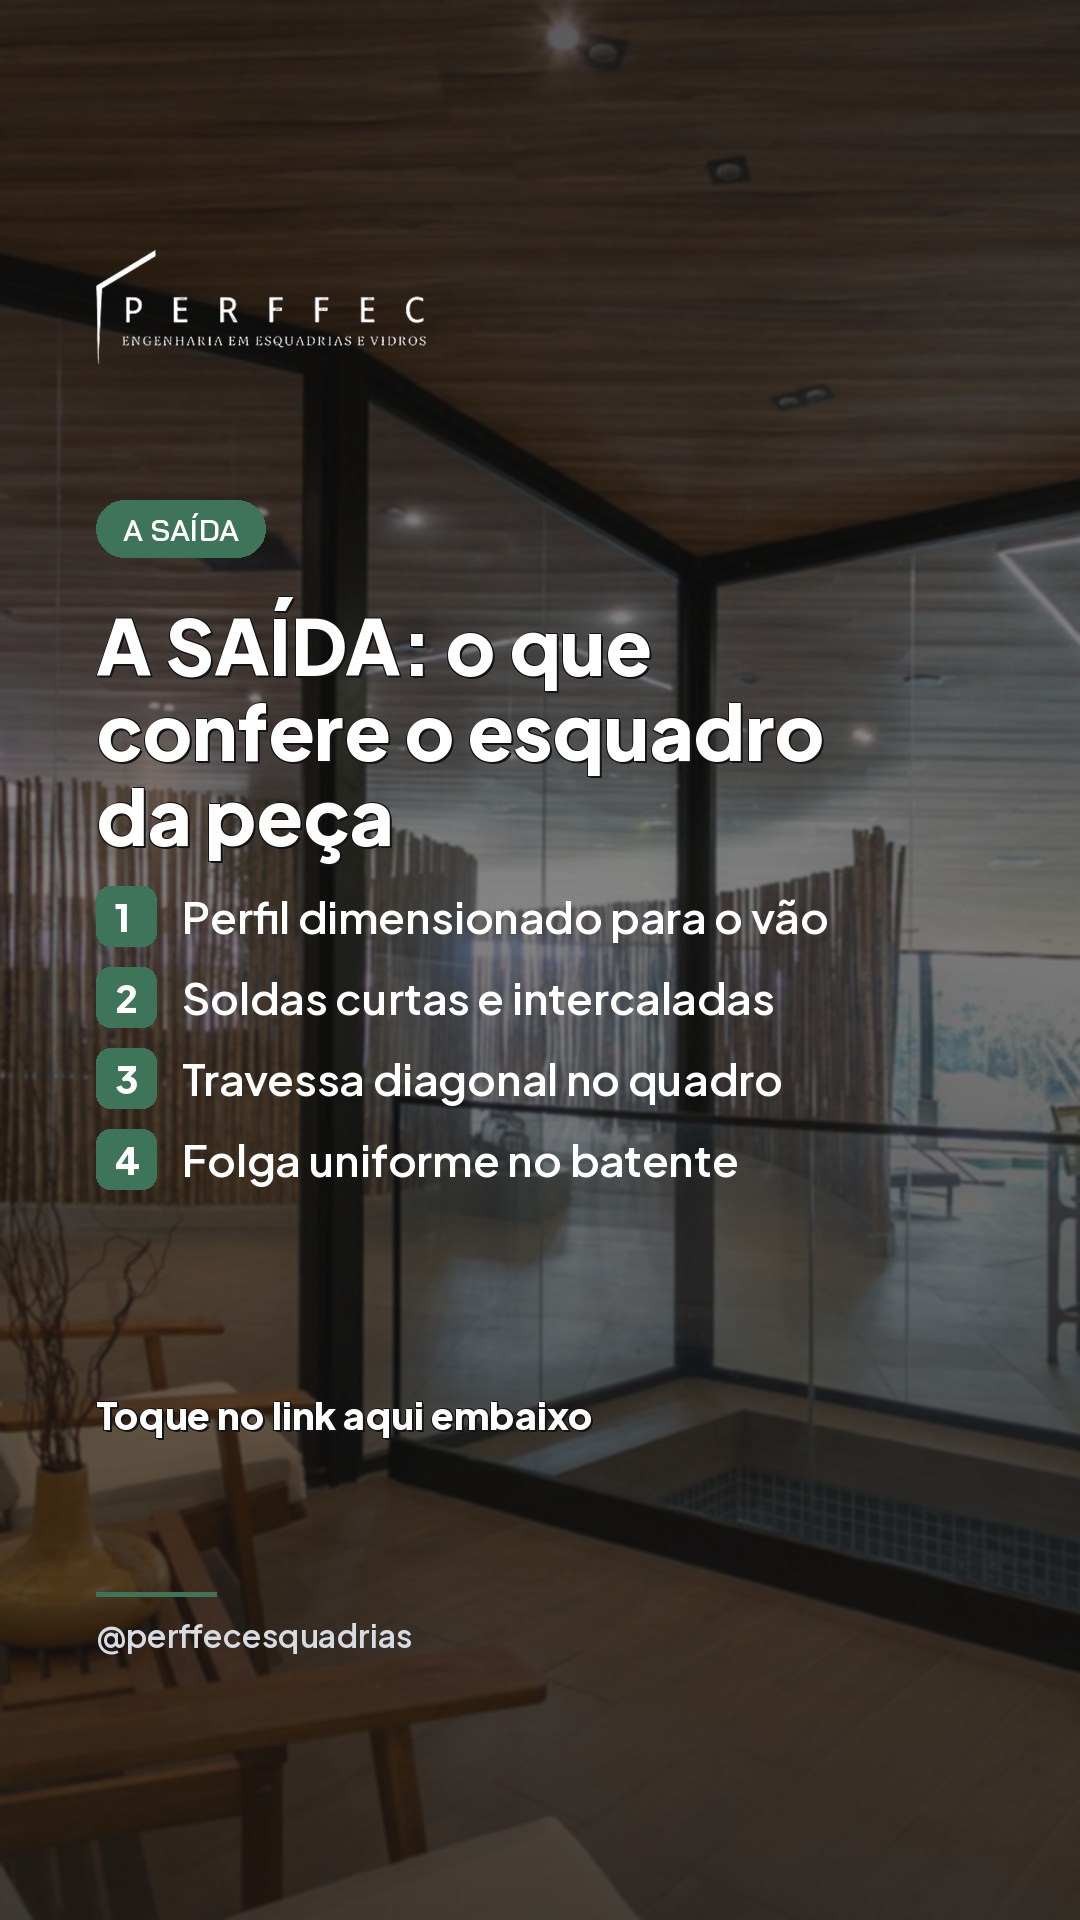 PERFFEC
ENGENHARIA EM ESQUADRIAS E VIDROS
A SAÍDA
A SAÍDA: o que
confere o esquadro
da peça
1 Perfil dimensionado para o vão
2 Soldas curtas e intercaladas
3 Travessa diagonal no quadro
4 Folga uniforme no batente
Toque no link aqui embaixo
@perffecesquadrias